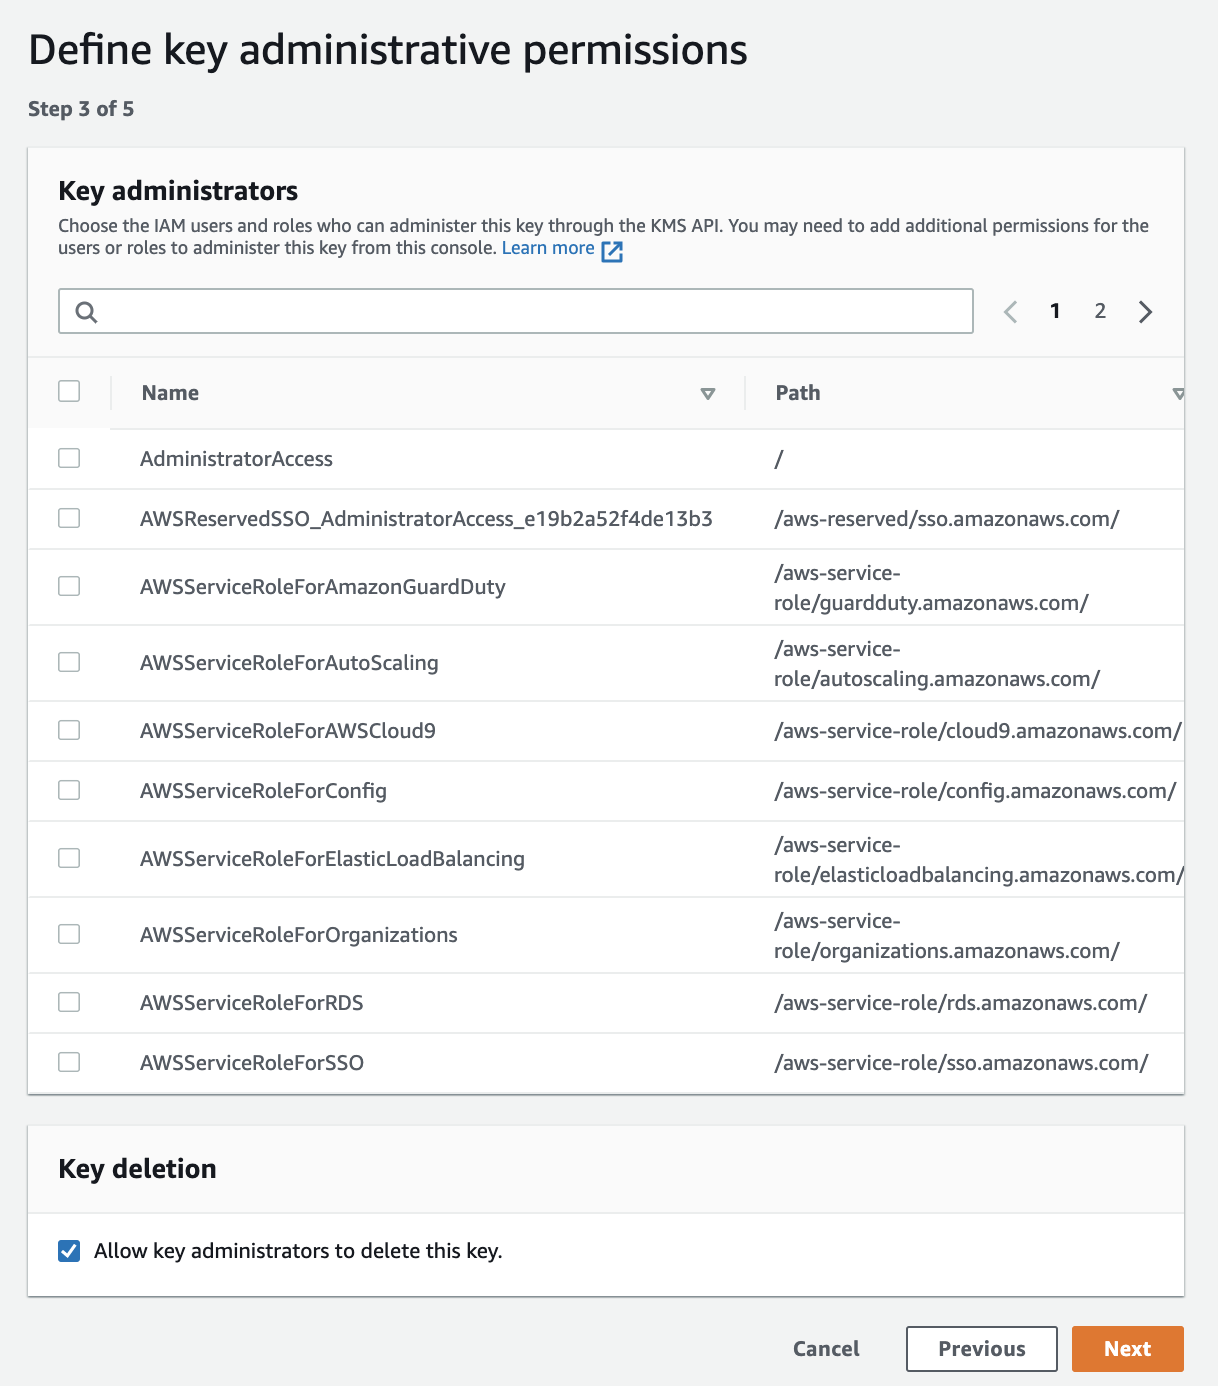 Define key administrative permissions
Step 3 of 5
Key administrators
Choose the IAM users and roles who can administer this key through the KMS API. You may need to add additional permissions for the
users or roles to administer this key from this console. Learn more
1 2
Name Path
AdministratorAccess /
AWSReservedSSO_AdministratorAccess_e19b2a52f4de13b3 /aws-reserved/sso.amazonaws.com/
AWSServiceRoleForAmazonGuardDuty /aws-service-
role/guardduty.amazonaws.com/
AWSServiceRoleForAutoScaling /aws-service-
role/autoscaling.amazonaws.com/
AWSServiceRoleForAWSCloud9 /aws-service-role/cloud9.amazonaws.com/
AWSServiceRoleForConfig /aws-service-role/config.amazonaws.com/
AWSServiceRoleForElasticLoadBalancing /aws-service-
role/elasticloadbalancing.amazonaws.com/
AWSServiceRoleForOrganizations /aws-service-
role/organizations.amazonaws.com/
AWSServiceRoleForRDS /aws-service-role/rds.amazonaws.com/
AWSServiceRoleForSSO /aws-service-role/sso.amazonaws.com/
Key deletion
Allow key administrators to delete this key.
Cancel Previous Next